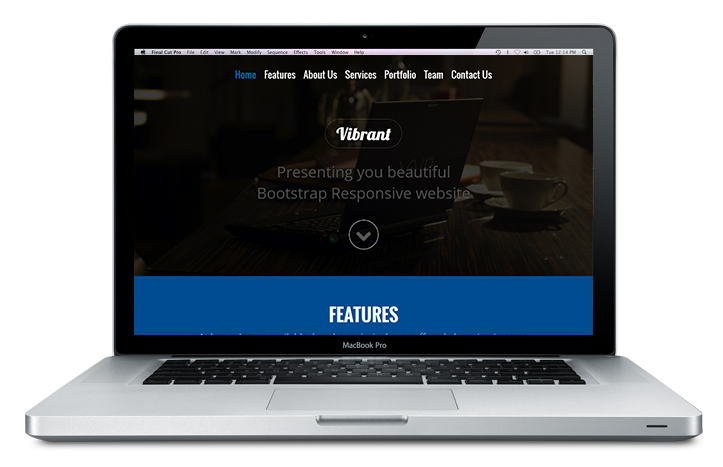 Final Cut Pro File Edit View Mark Modify Sequence Effects Tools Window Help Tue 12:14 PM
Home Features About Us Services Portfolio Team Contact Us
Vibrant
Presenting you beautiful
Bootstrap Responsive website
FEATURES
MacBook Pro